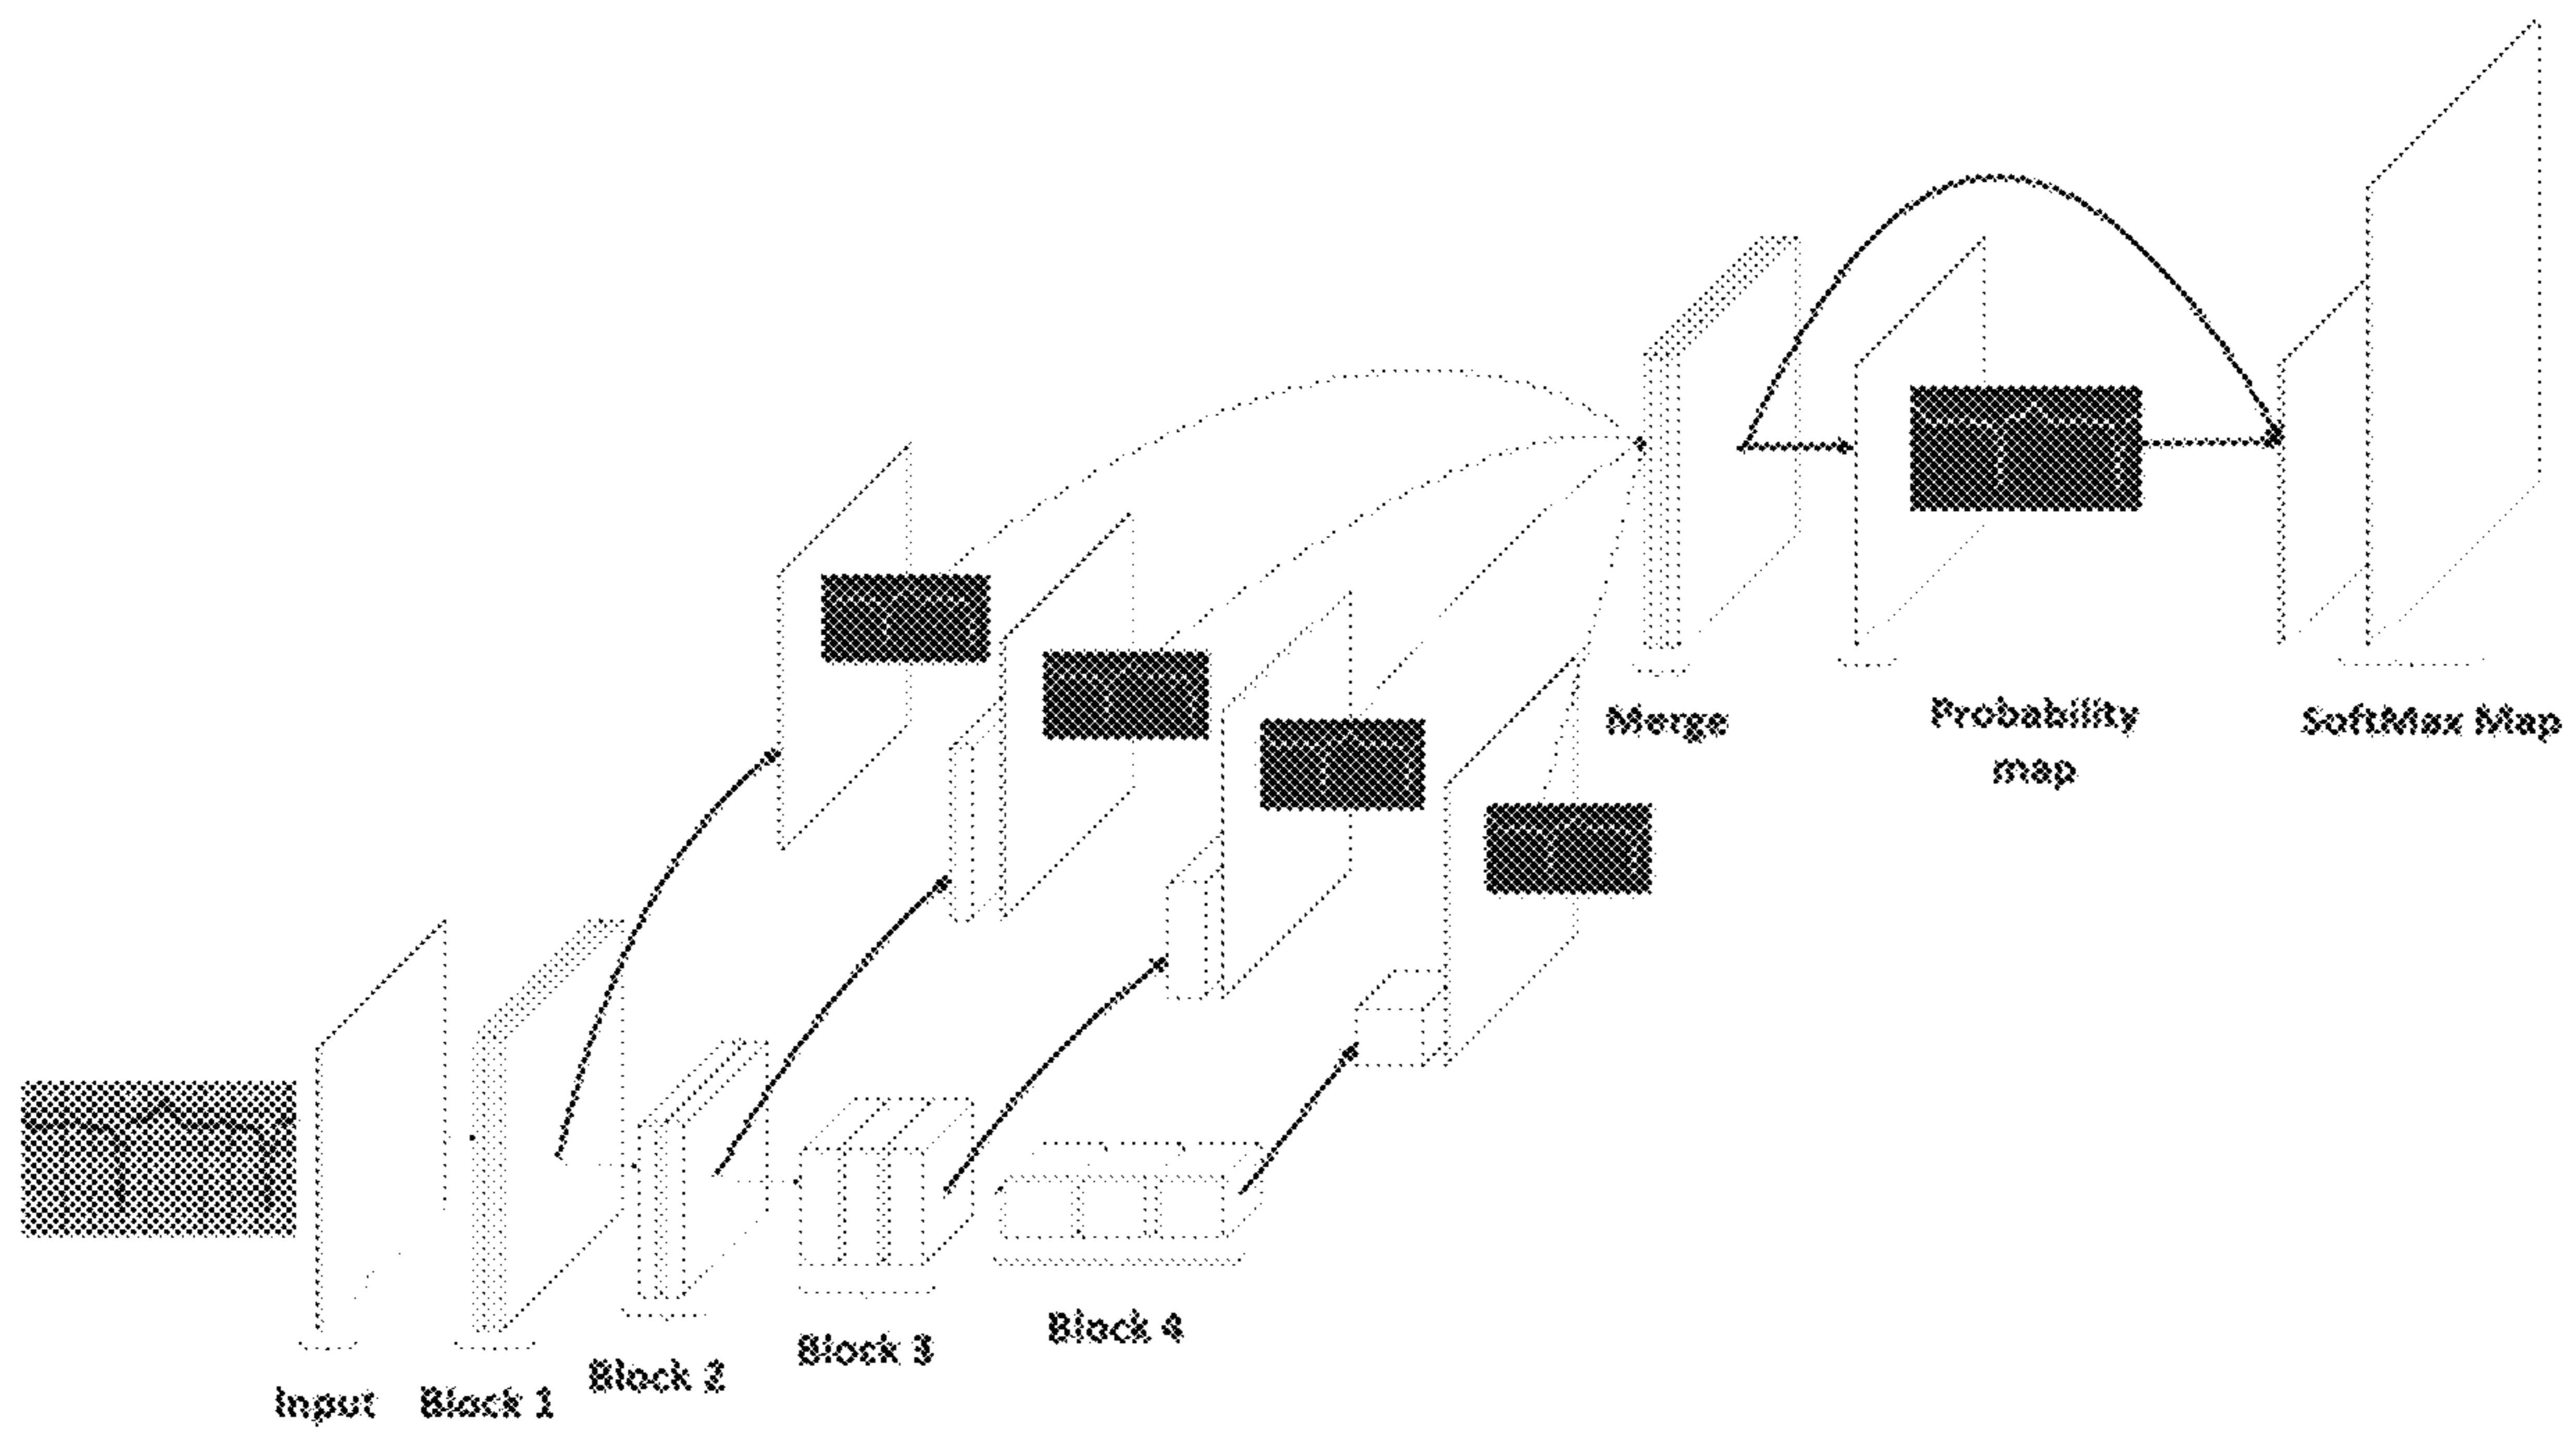 Input
Block 1
Block 2
Block 3
Block 4
Merge
Probability
map
SoftMax Map